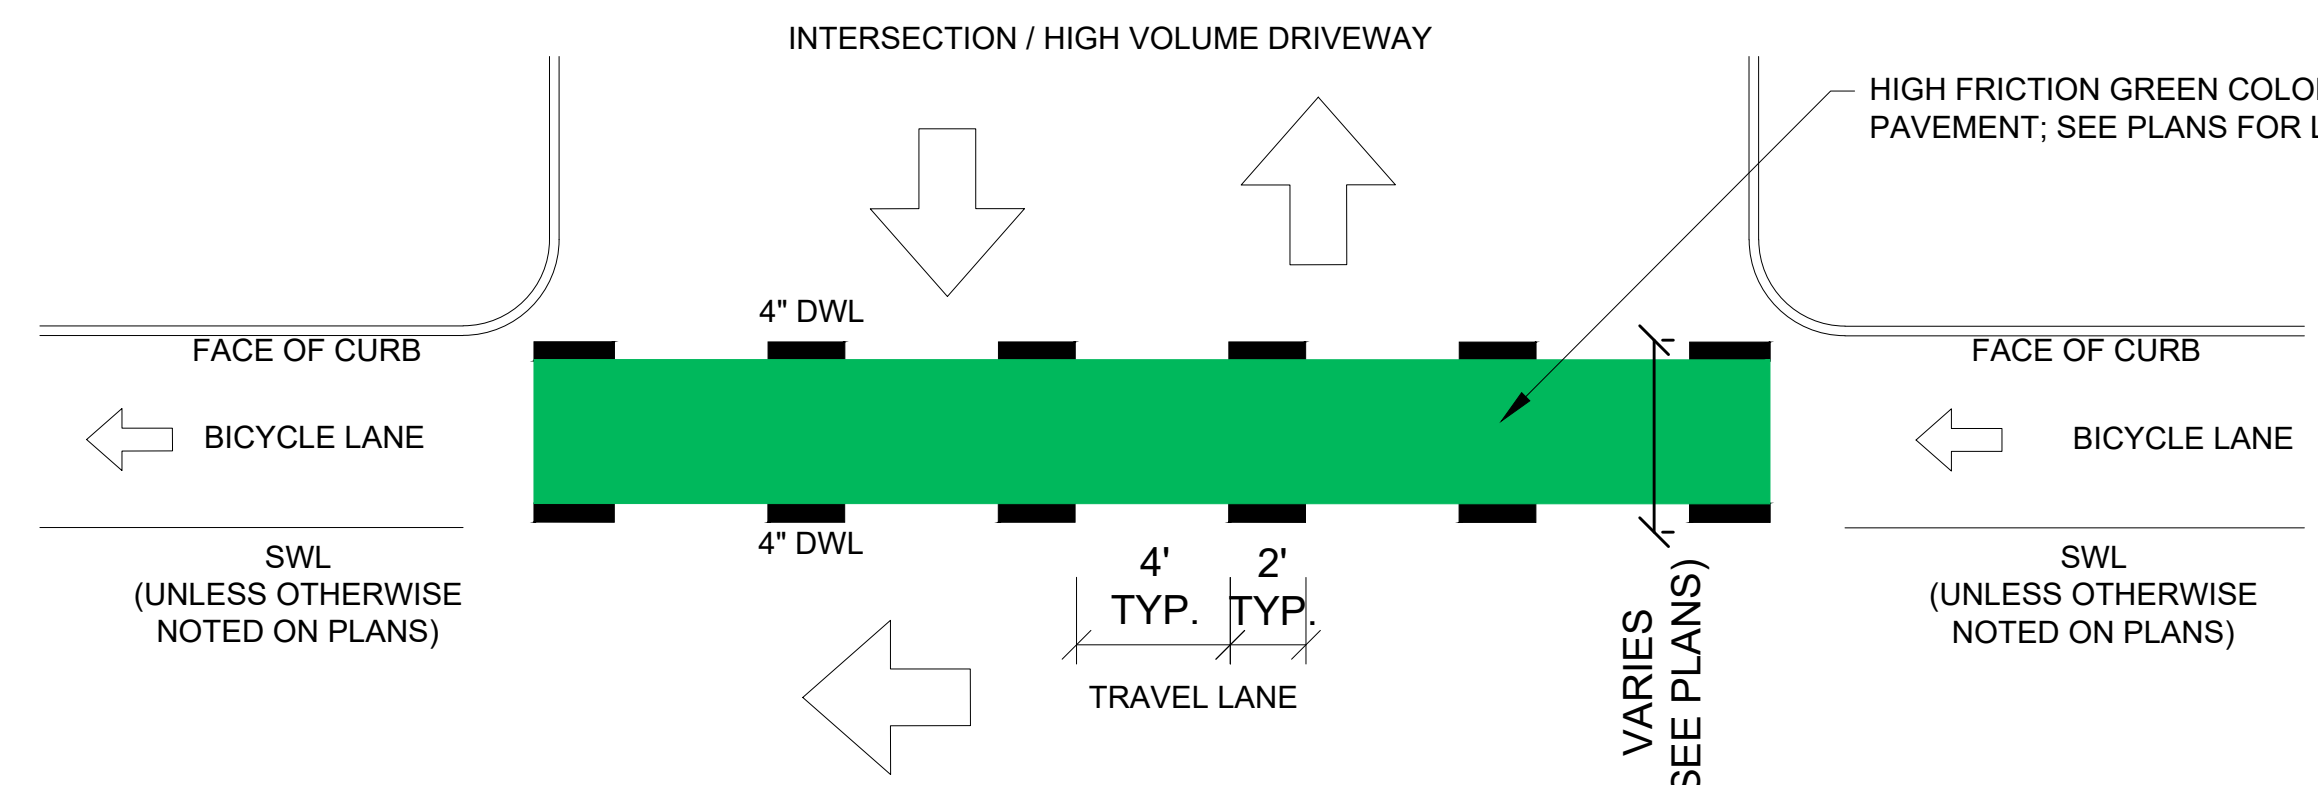 INTERSECTION / HIGH VOLUME DRIVEWAY
HIGH FRICTION GREEN
PAVEMENT; SEE PLANS FOR
4" DWL
FACE OF CURB
FACE OF CURB
BICYCLE LANE
BICYCLE LANE
4" DWL
SWL
(UNLESS OTHERWISE
NOTED ON PLANS)
4'
TYP.
2'
TYP.
TRAVEL LANE
VARIES
SEE PLANS)
SWL
(UNLESS OTHERWISE
NOTED ON PLANS)